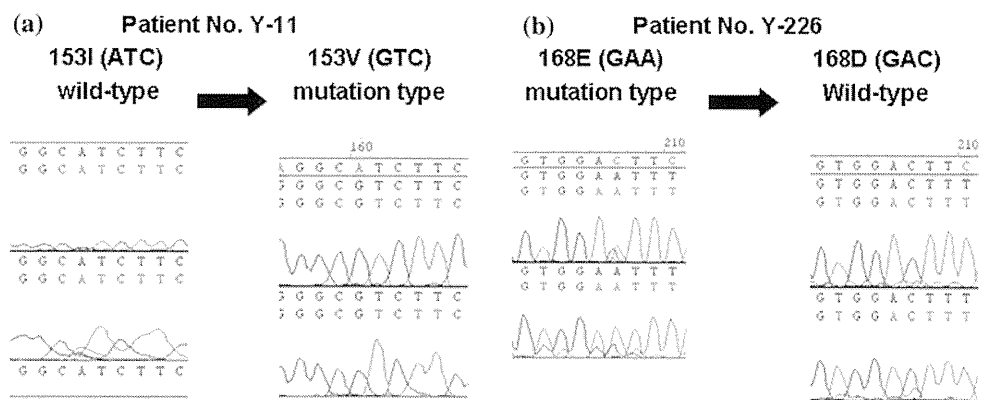 (a) Patient No. Y-11
153I (ATC)
wild-type
153V (GTC)
mutation type
G G C A T C T T C
G G C A T C T T C
G G C A T C T T C
G G C A T C T T C
G G C A T C T T C
160
A G G C A T C T T C
G G G C G T C T T C
G G G C G T C T T C
G G G C G T C T T C
G G G C G T C T T C
(b) Patient No. Y-226
168E (GAA)
mutation type
168D (GAC)
Wild-type
210
G T G G A C T T C
G T G G A A T T T
G T G G A A T T T
G T G G A A T T T
G T G G A A T T T
210
G T G G A C T T C
G T G G A C T T T
G T G G A C T T T
G T G G A C T T T
G T G G A C T T T